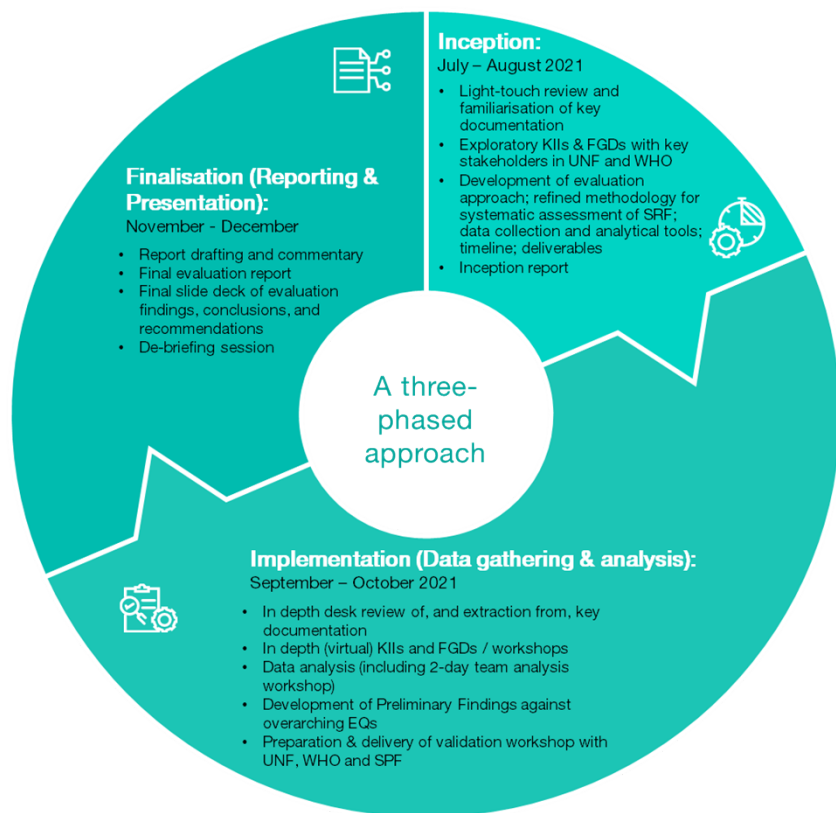 Inception:
July – August 2021
• Light-touch review and
familiarisation of key
documentation
• Exploratory KIIs & FGDs with key
stakeholders in UNF and WHO
• Development of evaluation
approach; refined methodology for
systematic assessment of SRF;
data collection and analytical tools;
timeline; deliverables
• Inception report
Finalisation (Reporting &
Presentation):
November - December
• Report drafting and commentary
• Final evaluation report
• Final slide deck of evaluation
findings, conclusions, and
recommendations
• De-briefing session
A three-
phased
approach
Implementation (Data gathering & analysis):
September – October 2021
• In depth desk review of, and extraction from, key
documentation
• In depth (virtual) KIIs and FGDs / workshops
• Data analysis (including 2-day team analysis
workshop)
• Development of Preliminary Findings against
overarching EQs
• Preparation & delivery of validation workshop with
UNF, WHO and SPF